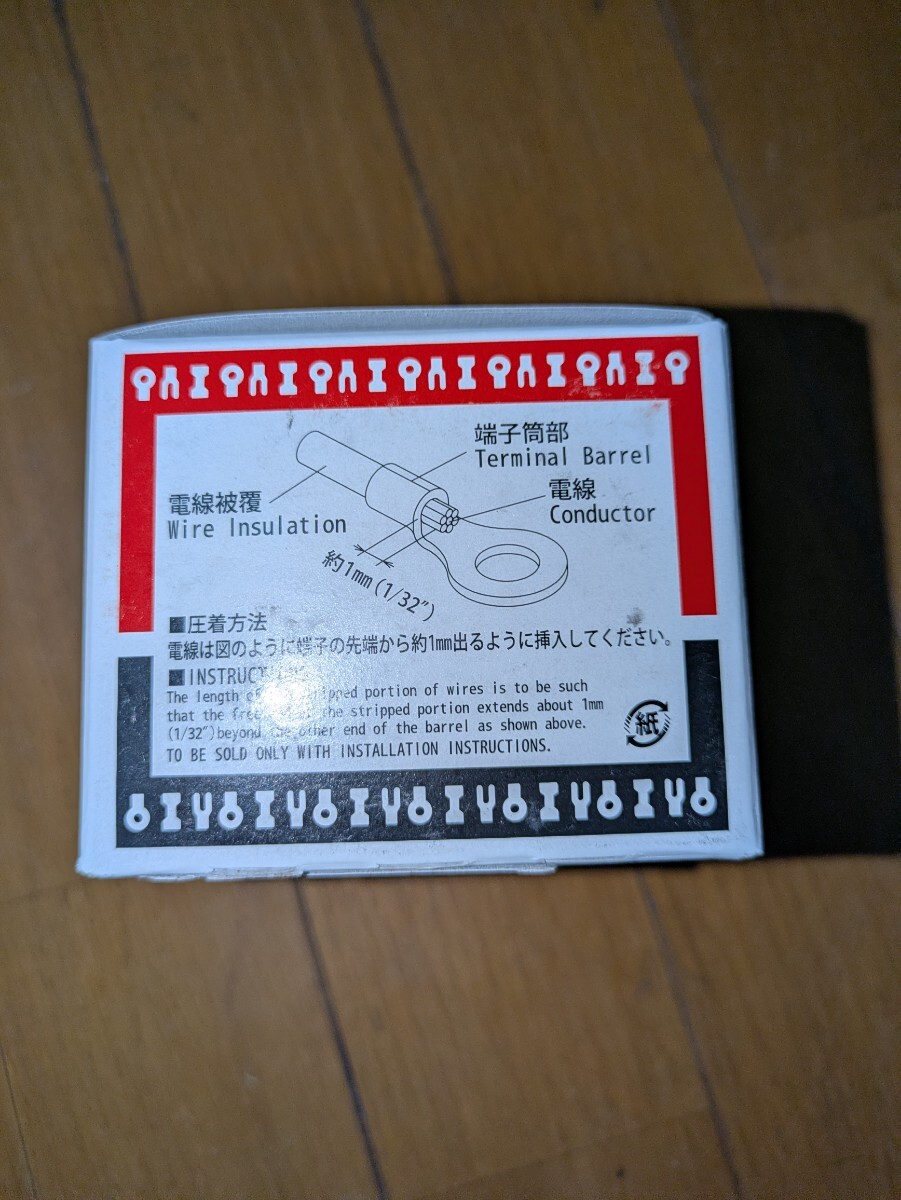 端子筒部
Terminal Barrel
電線被覆
Wire Insulation
電線
Conductor
約1mm(1/32")
■圧着方法
電線は図のように端子の先端から約1mm出るように挿入してください。
■
The length portion of wires is to be such
that the the stripped portion extends about 1mm
(1/32")beyond other end of the barrel as shown above.
TO BE SOLD ONLY WITH INSTALLATION INSTRUCTIONS.
紙